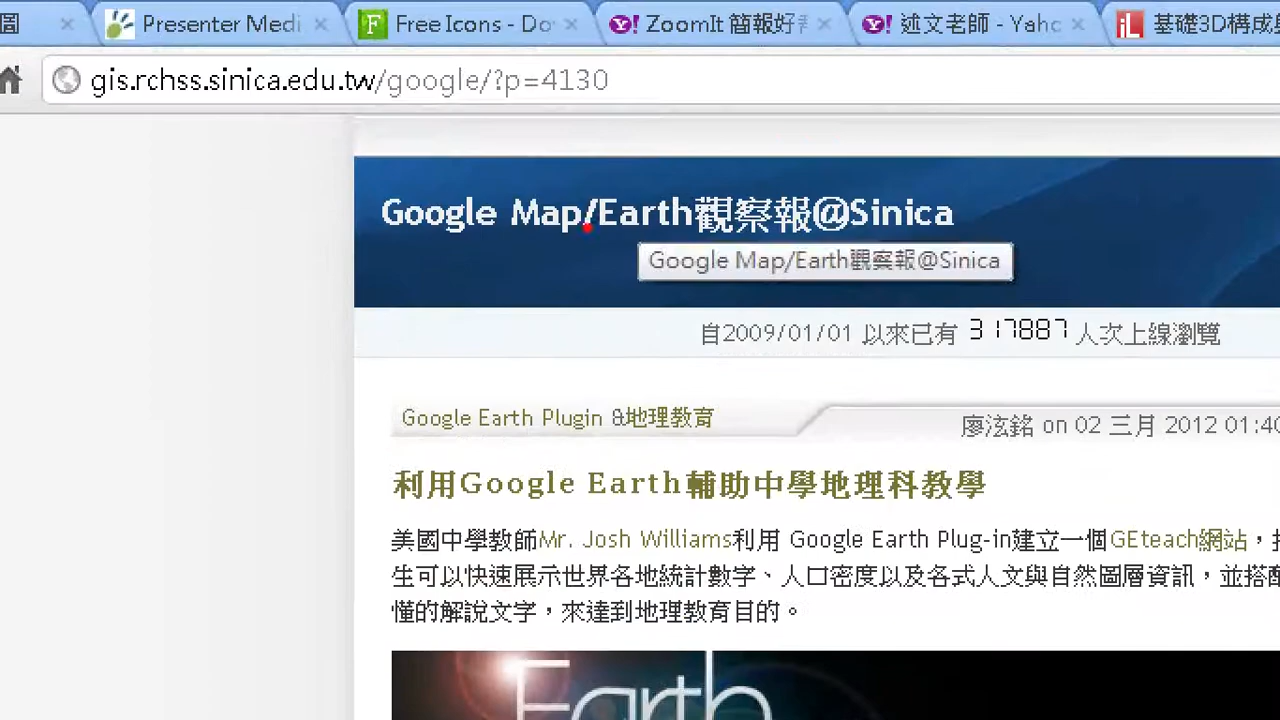 圖
Presenter Medi
Free Icons - Do
ZoomIt 簡報好
述文老師 - Yaho
基礎3D構成
gis.rchss.sinica.edu.tw/google/?p=4130
Google Map/Earth觀察報@Sinica
Google Map/Earth觀察報@Sinica
自2009/01/01 以來已有 317887 人次上線瀏覽
Google Earth Plugin &地理教育
廖泫銘 on 02 三月 2012 01:40
利用Google Earth輔助中學地理科教學
美國中學教師Mr. Josh Williams利用 Google Earth Plug-in建立一個GEteach網站，
生可以快速展示世界各地統計數字、人口密度以及各式人文與自然圖層資訊，並搭配
懂的解說文字，來達到地理教育目的。
Earth